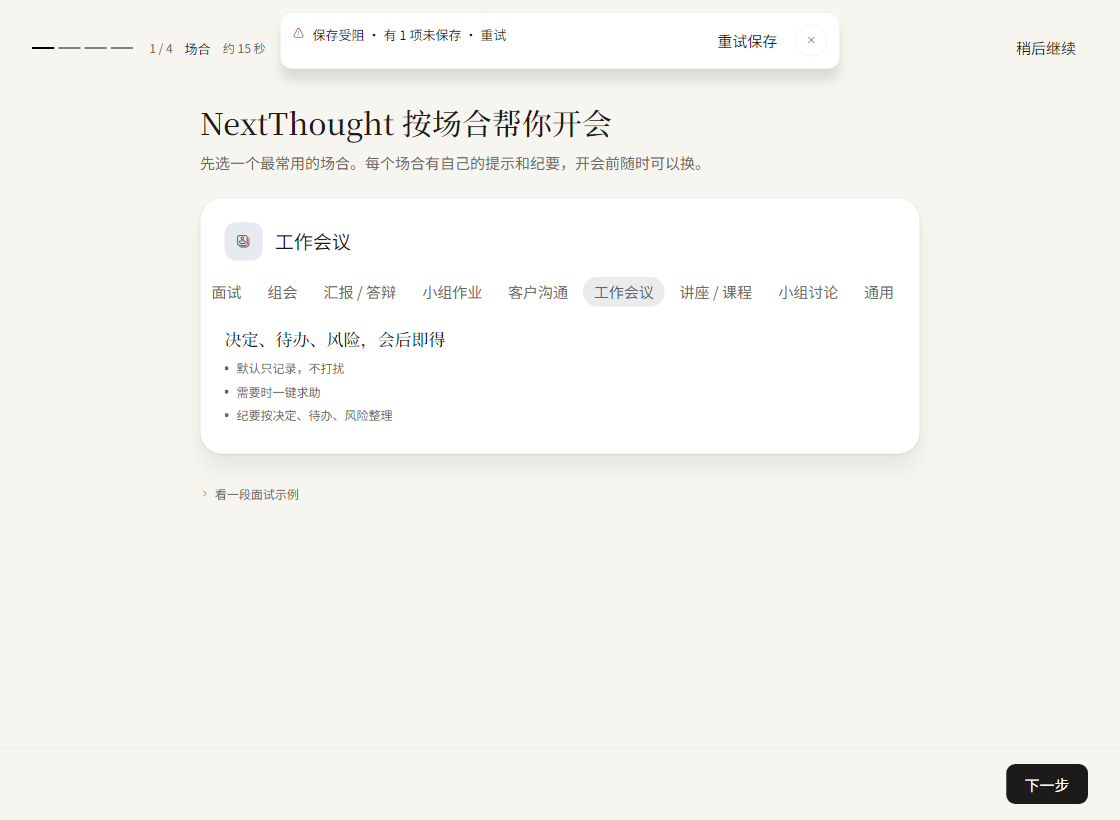 1 / 4 场合 约 15 秒
保存受阻 · 有 1 项未保存 · 重试
重试保存
×
稍后继续
NextThought 按场合帮你开会
先选一个最常用的场合。每个场合有自己的提示和纪要，开会前随时可以换。
工作会议
面试 组会 汇报 / 答辩 小组作业 客户沟通 工作会议 讲座 / 课程 小组讨论 通用
决定、待办、风险，会后即得
• 默认只记录，不打扰
• 需要时一键求助
• 纪要按决定、待办、风险整理
› 看一段面试示例
下一步